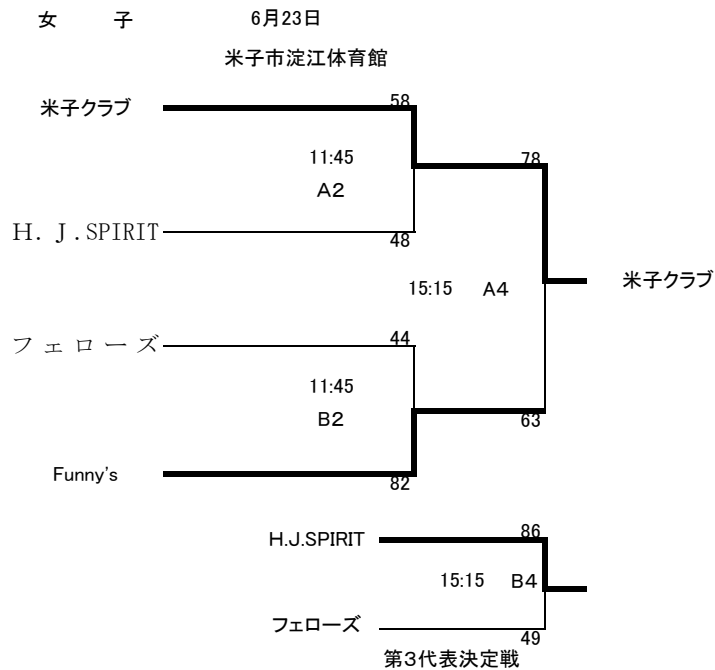 女　子　6月23日
米子市淀江体育館
米子クラブ
58
11:45
A2
78
H. J.SPIRIT
48
15:15 A4
米子クラブ
フェローズ
44
11:45
B2
63
Funny's
82
H.J.SPIRIT
86
15:15 B4
フェローズ
49
第3代表決定戦